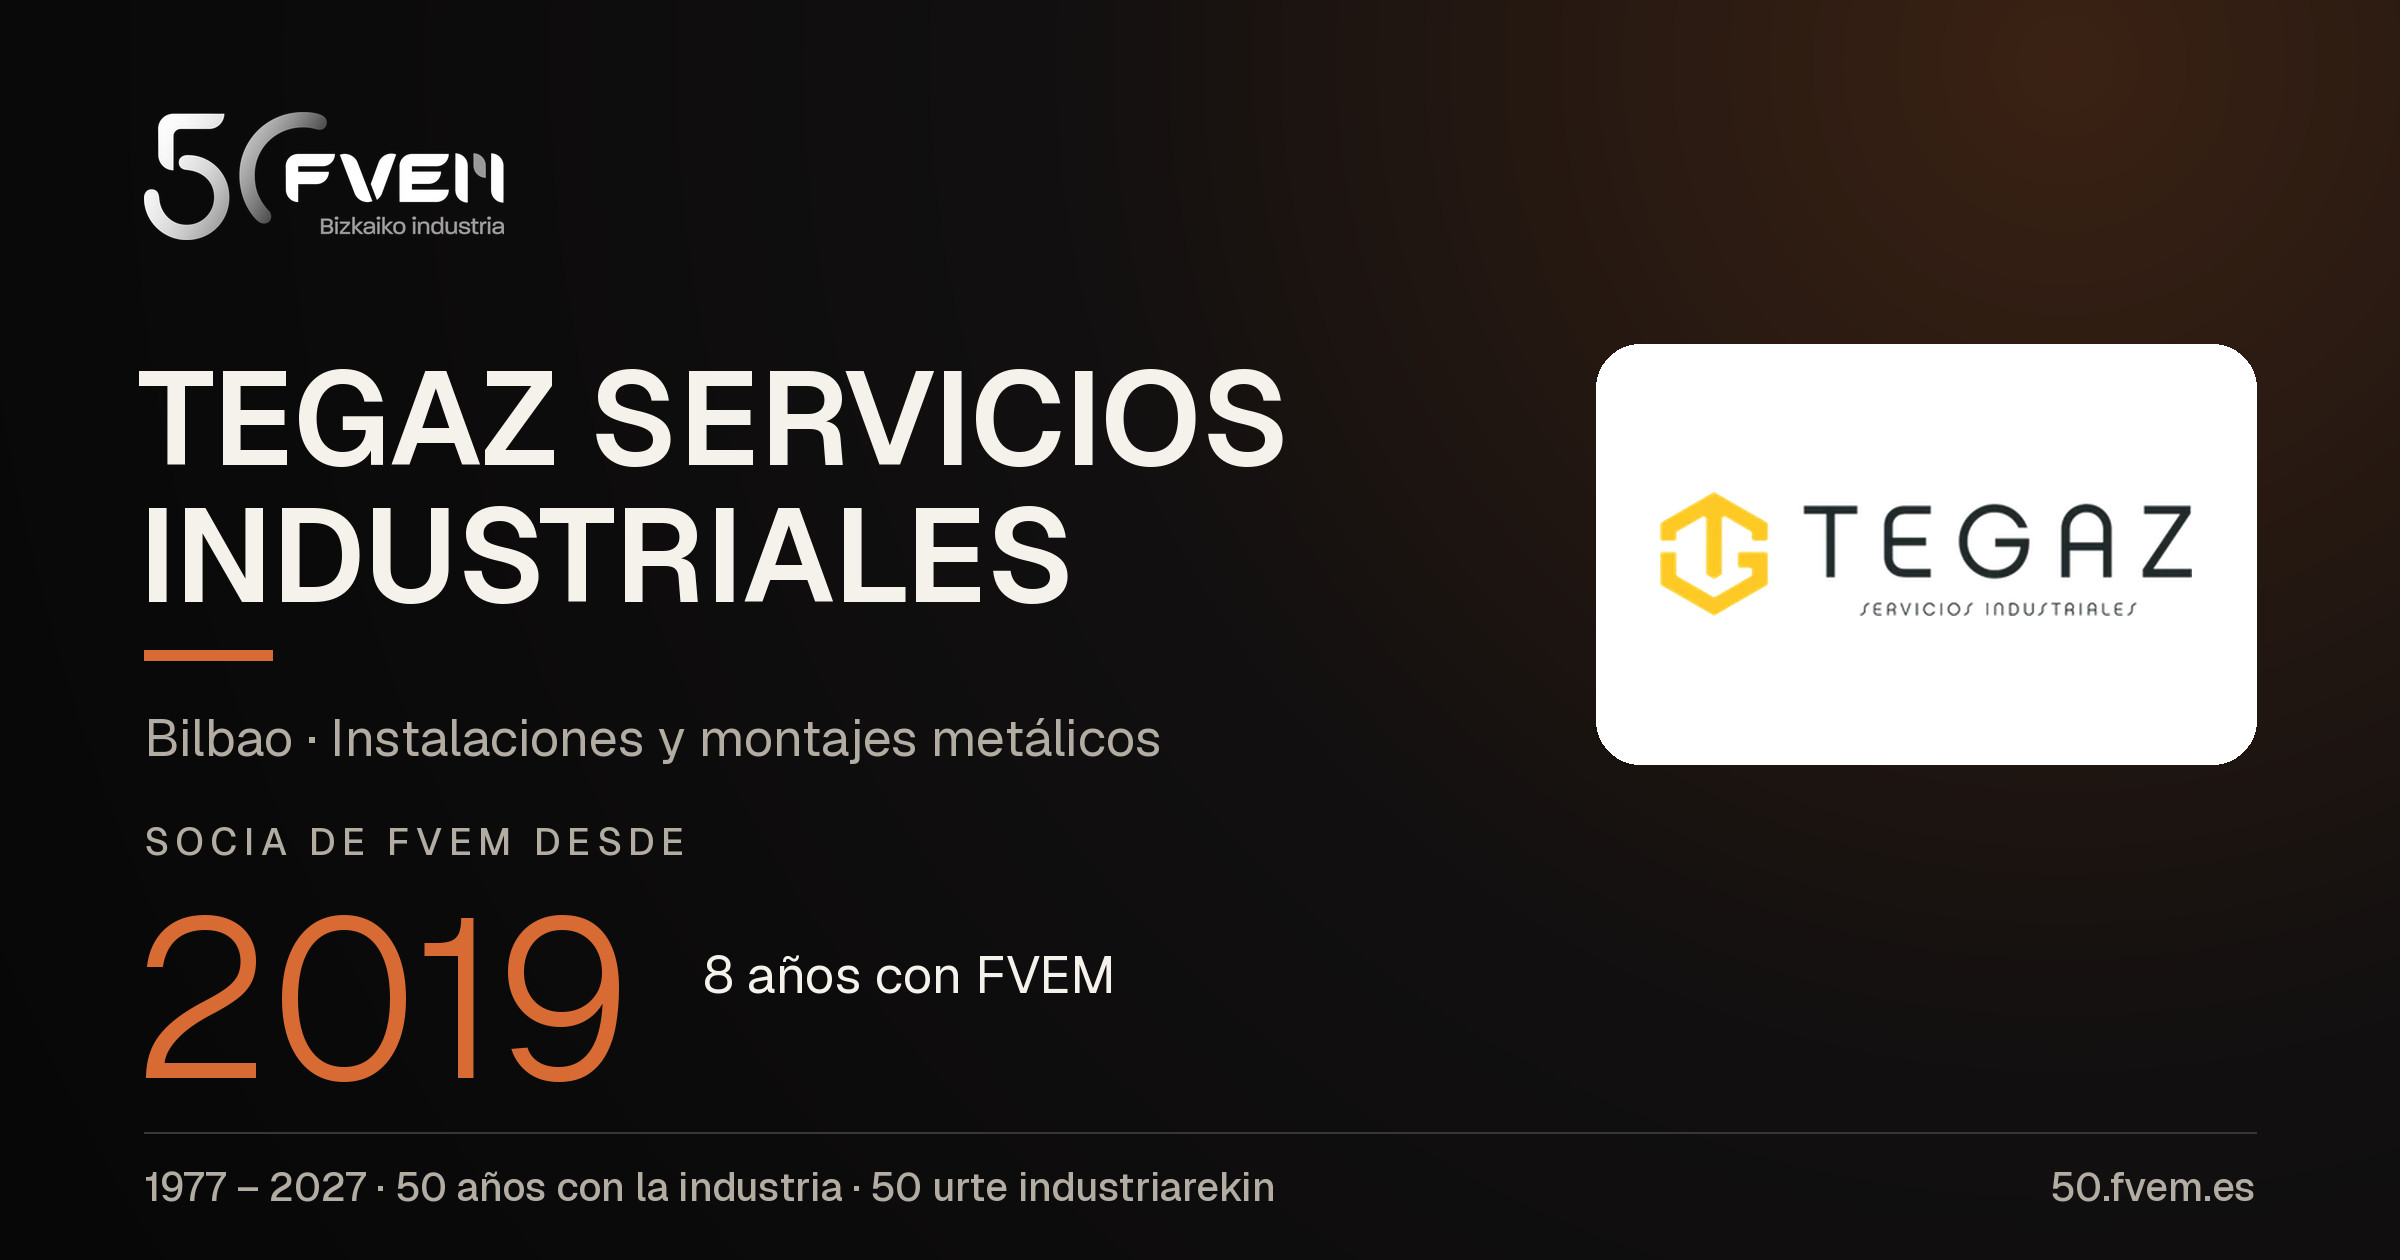 50 FVEM
Bizkaiko industria
TEGAZ SERVICIOS
INDUSTRIALES
TEGAZ
SERVICIOS INDUSTRIALES
Bilbao · Instalaciones y montajes metálicos
SOCIA DE FVEM DESDE
2019
8 años con FVEM
1977 – 2027 · 50 años con la industria · 50 urte industriarekin
50.fvem.es